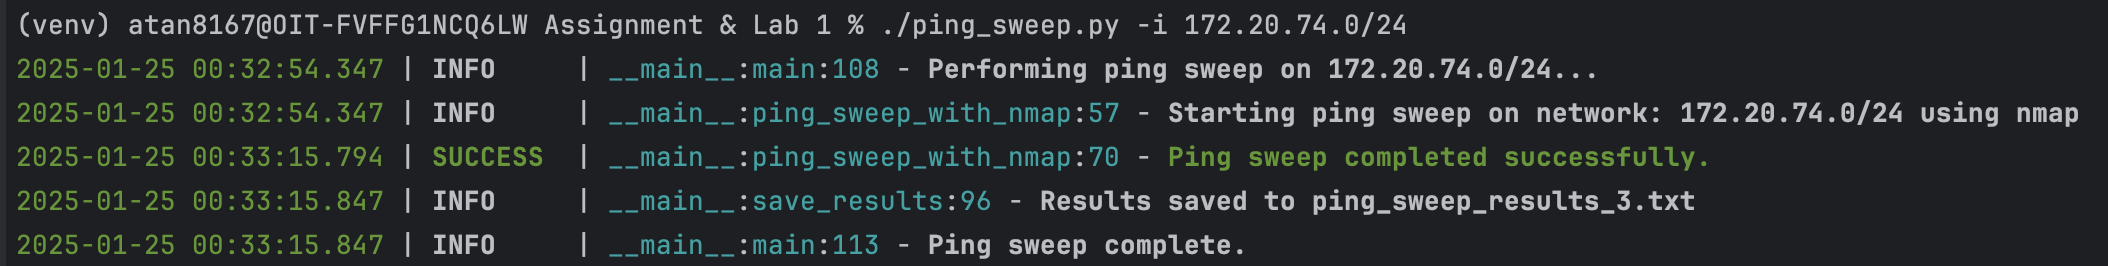 (venv) atan8167@OIT-FVFFG1NCQ6LW Assignment & Lab 1 % ./ping_sweep.py -i 172.20.74.0/24
2025-01-25 00:32:54.347 | INFO     | __main__:main:108 - Performing ping sweep on 172.20.74.0/24...
2025-01-25 00:32:54.347 | INFO     | __main__:ping_sweep_with_nmap:57 - Starting ping sweep on network: 172.20.74.0/24 using nmap
2025-01-25 00:33:15.794 | SUCCESS  | __main__:ping_sweep_with_nmap:70 - Ping sweep completed successfully.
2025-01-25 00:33:15.847 | INFO     | __main__:save_results:96 - Results saved to ping_sweep_results_3.txt
2025-01-25 00:33:15.847 | INFO     | __main__:main:113 - Ping sweep complete.